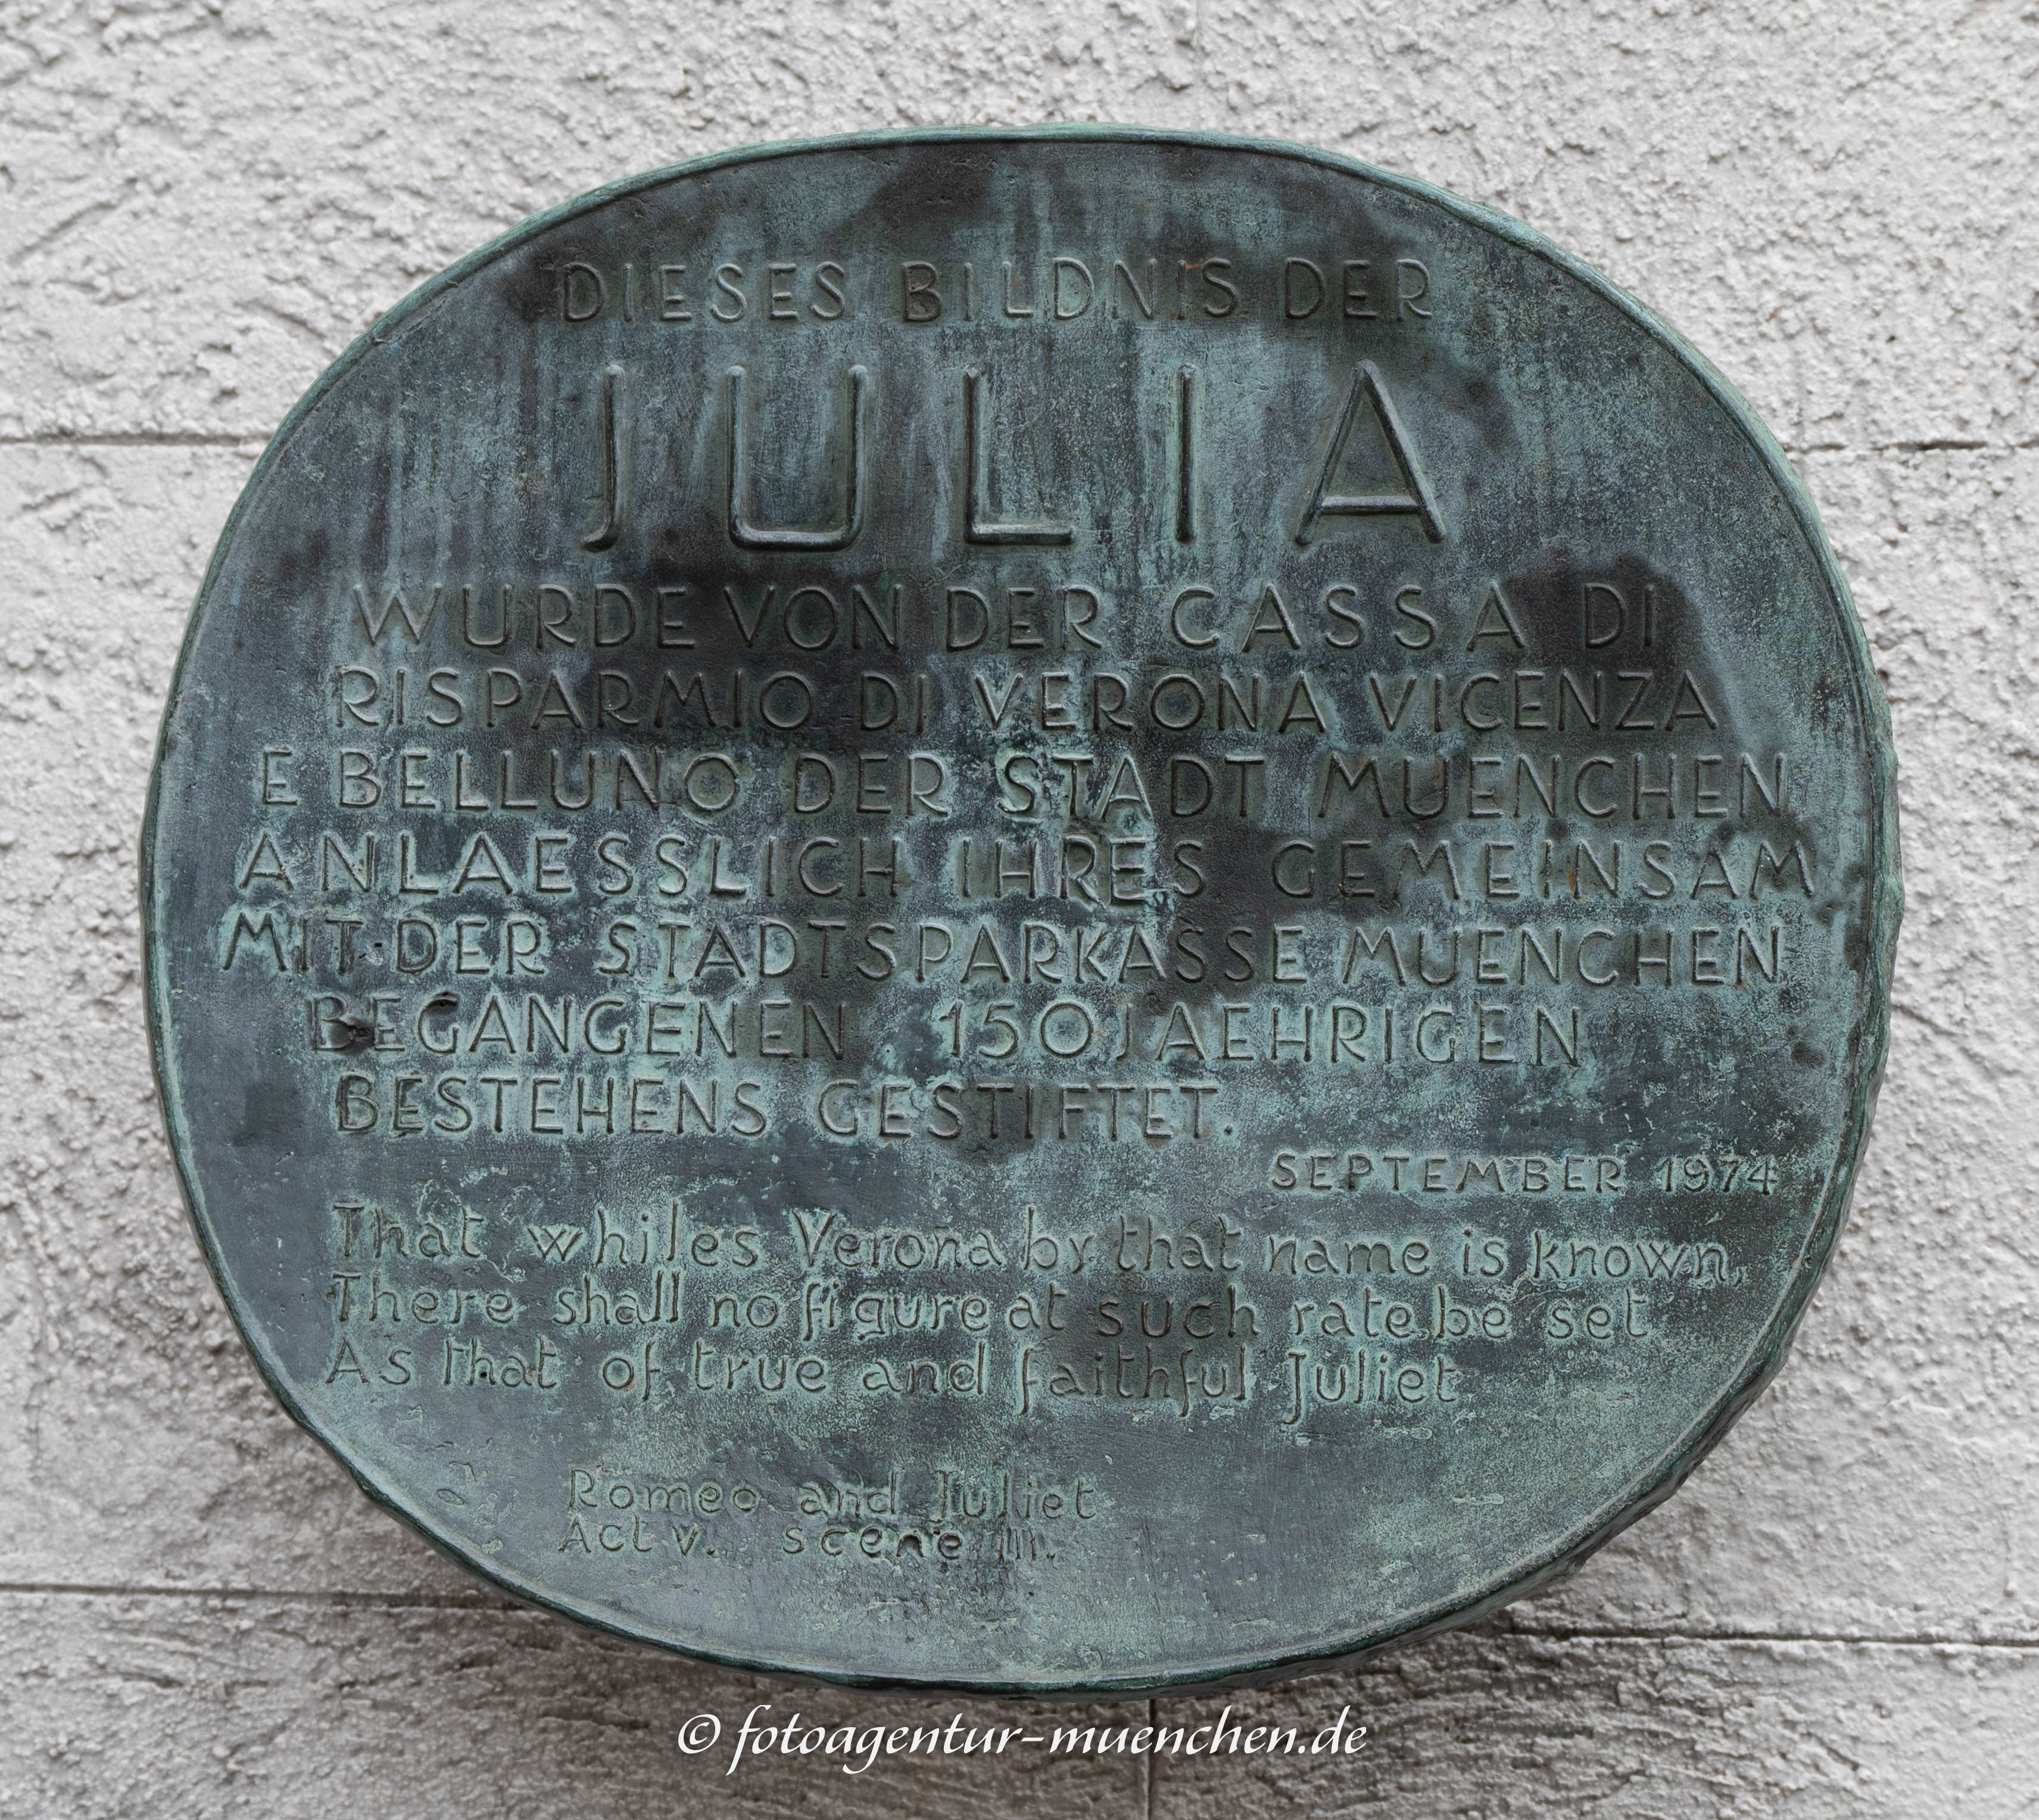 DIESES BILDNIS DER
JULIA
WURDE VON DER CASSA DI
RISPARMIO DI VERONA VICENZA
E BELLUNO DER STADT MUENCHEN
ANLAESSLICH IHRES GEMEINSAM
MIT DER STADTSPARKASSE MUENCHEN
BEGANGENEN 150JAEHRIGEN
BESTEHENS GESTIFTET.
SEPTEMBER 1974
That whiles Verona by that name is known,
There shall no figure at such rate be set
As that of true and faithful Juliet
Romeo and Juliet
Act V. scene III.
© fotoagentur-muenchen.de